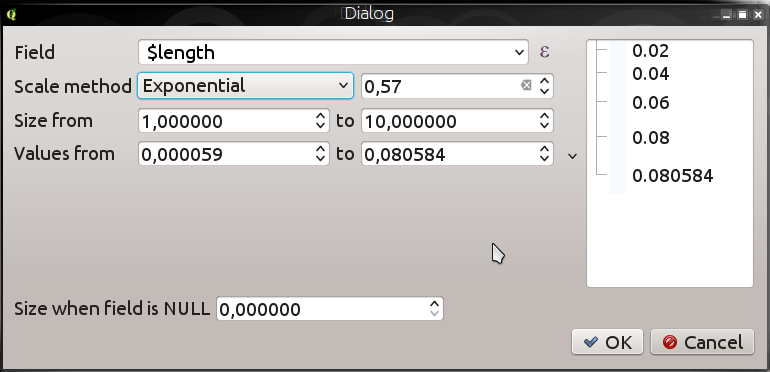 Dialog
Field $length ε
Scale method Exponential 0,57
Size from 1,000000 to 10,000000
Values from 0,000059 to 0,080584
0.02
0.04
0.06
0.08
0.080584
Size when field is NULL 0,000000
OK Cancel